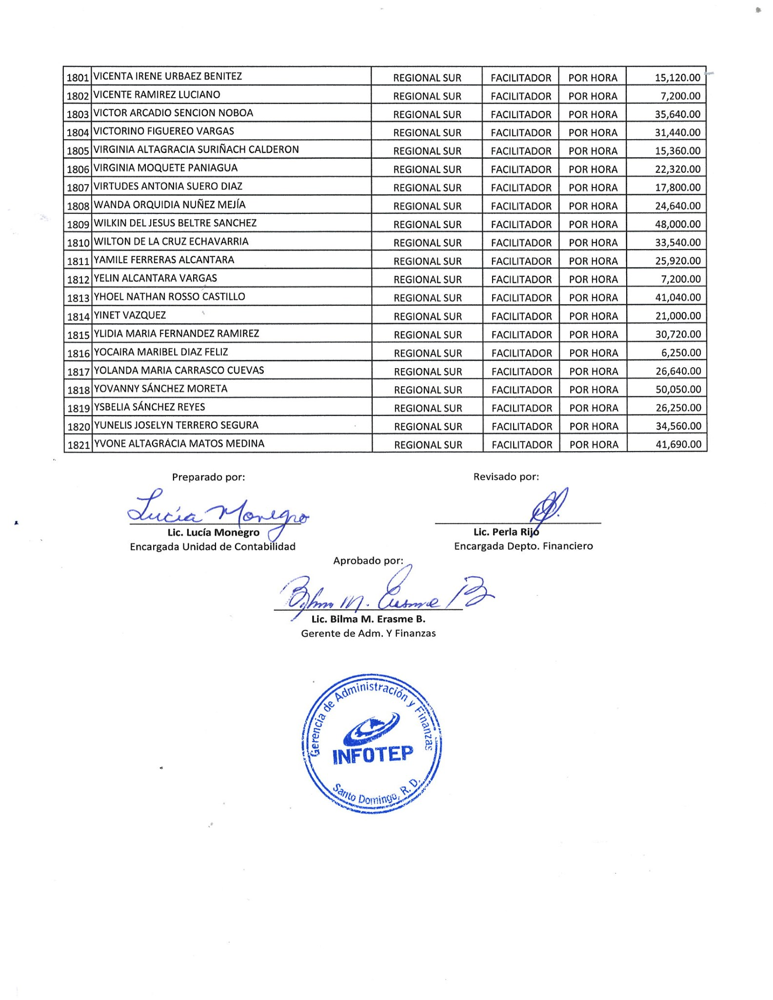 1801 VICENTA IRENE URBAEZ BENITEZ REGIONAL SUR FACILITADOR POR HORA 15,120.00
1802 VICENTE RAMIREZ LUCIANO REGIONAL SUR FACILITADOR POR HORA 7,200.00
1803 VICTOR ARCADIO SENCION NOBOA REGIONAL SUR FACILITADOR POR HORA 35,640.00
1804 VICTORINO FIGUEREO VARGAS REGIONAL SUR FACILITADOR POR HORA 31,440.00
1805 VIRGINIA ALTAGRACIA SURIÑACH CALDERON REGIONAL SUR FACILITADOR POR HORA 15,360.00
1806 VIRGINIA MOQUETE PANIAGUA REGIONAL SUR FACILITADOR POR HORA 22,320.00
1807 VIRTUDES ANTONIA SUERO DIAZ REGIONAL SUR FACILITADOR POR HORA 17,800.00
1808 WANDA ORQUIDIA NUÑEZ MEJÍA REGIONAL SUR FACILITADOR POR HORA 24,640.00
1809 WILKIN DEL JESUS BELTRE SANCHEZ REGIONAL SUR FACILITADOR POR HORA 48,000.00
1810 WILTON DE LA CRUZ ECHAVARRIA REGIONAL SUR FACILITADOR POR HORA 33,540.00
1811 YAMILE FERRERAS ALCANTARA REGIONAL SUR FACILITADOR POR HORA 25,920.00
1812 YELIN ALCANTARA VARGAS REGIONAL SUR FACILITADOR POR HORA 7,200.00
1813 YHOEL NATHAN ROSSO CASTILLO REGIONAL SUR FACILITADOR POR HORA 41,040.00
1814 YINET VAZQUEZ REGIONAL SUR FACILITADOR POR HORA 21,000.00
1815 YLIDIA MARIA FERNANDEZ RAMIREZ REGIONAL SUR FACILITADOR POR HORA 30,720.00
1816 YOCAIRA MARIBEL DIAZ FELIZ REGIONAL SUR FACILITADOR POR HORA 6,250.00
1817 YOLANDA MARIA CARRASCO CUEVAS REGIONAL SUR FACILITADOR POR HORA 26,640.00
1818 YOVANNY SÁNCHEZ MORETA REGIONAL SUR FACILITADOR POR HORA 50,050.00
1819 YSBELIA SÁNCHEZ REYES REGIONAL SUR FACILITADOR POR HORA 26,250.00
1820 YUNELIS JOSELYN TERRERO SEGURA REGIONAL SUR FACILITADOR POR HORA 34,560.00
1821 YVONE ALTAGRACIA MATOS MEDINA REGIONAL SUR FACILITADOR POR HORA 41,690.00
Preparado por: Revisado por:
Lucía Monegro
Lic. Lucía Monegro Lic. Perla Rijo
Encargada Unidad de Contabilidad Encargada Depto. Financiero
Aprobado por:
Bilma M. Erasme B
Lic. Bilma M. Erasme B.
Gerente de Adm. Y Finanzas
Gerencia de Administración y Finanzas
INFOTEP
Santo Domingo, R. D.